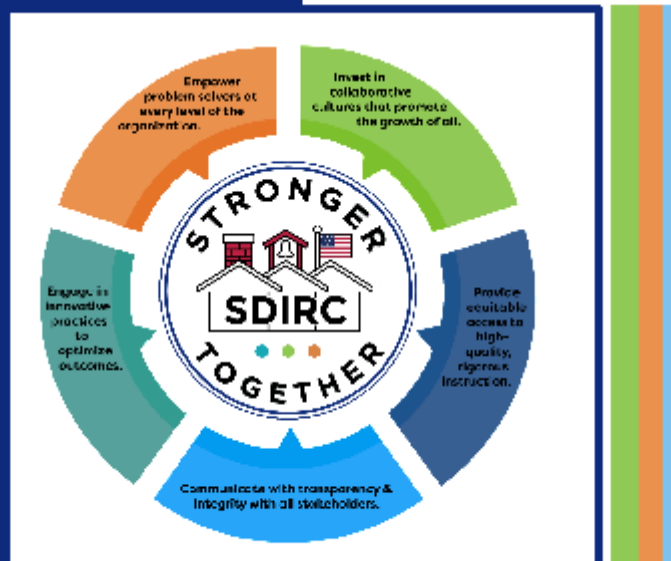 Empower
problem solvers at
every level of the
organization.
Invest in
collaborative
cultures that promote
the growth of all.
STRONGER
SDIRC
TOGETHER
Engage in
innovative
practices
to
optimize
outcomes.
Provide
equitable
access to
high-
quality,
rigorous
instruction.
Communicate with transparency &
integrity with all stakeholders.